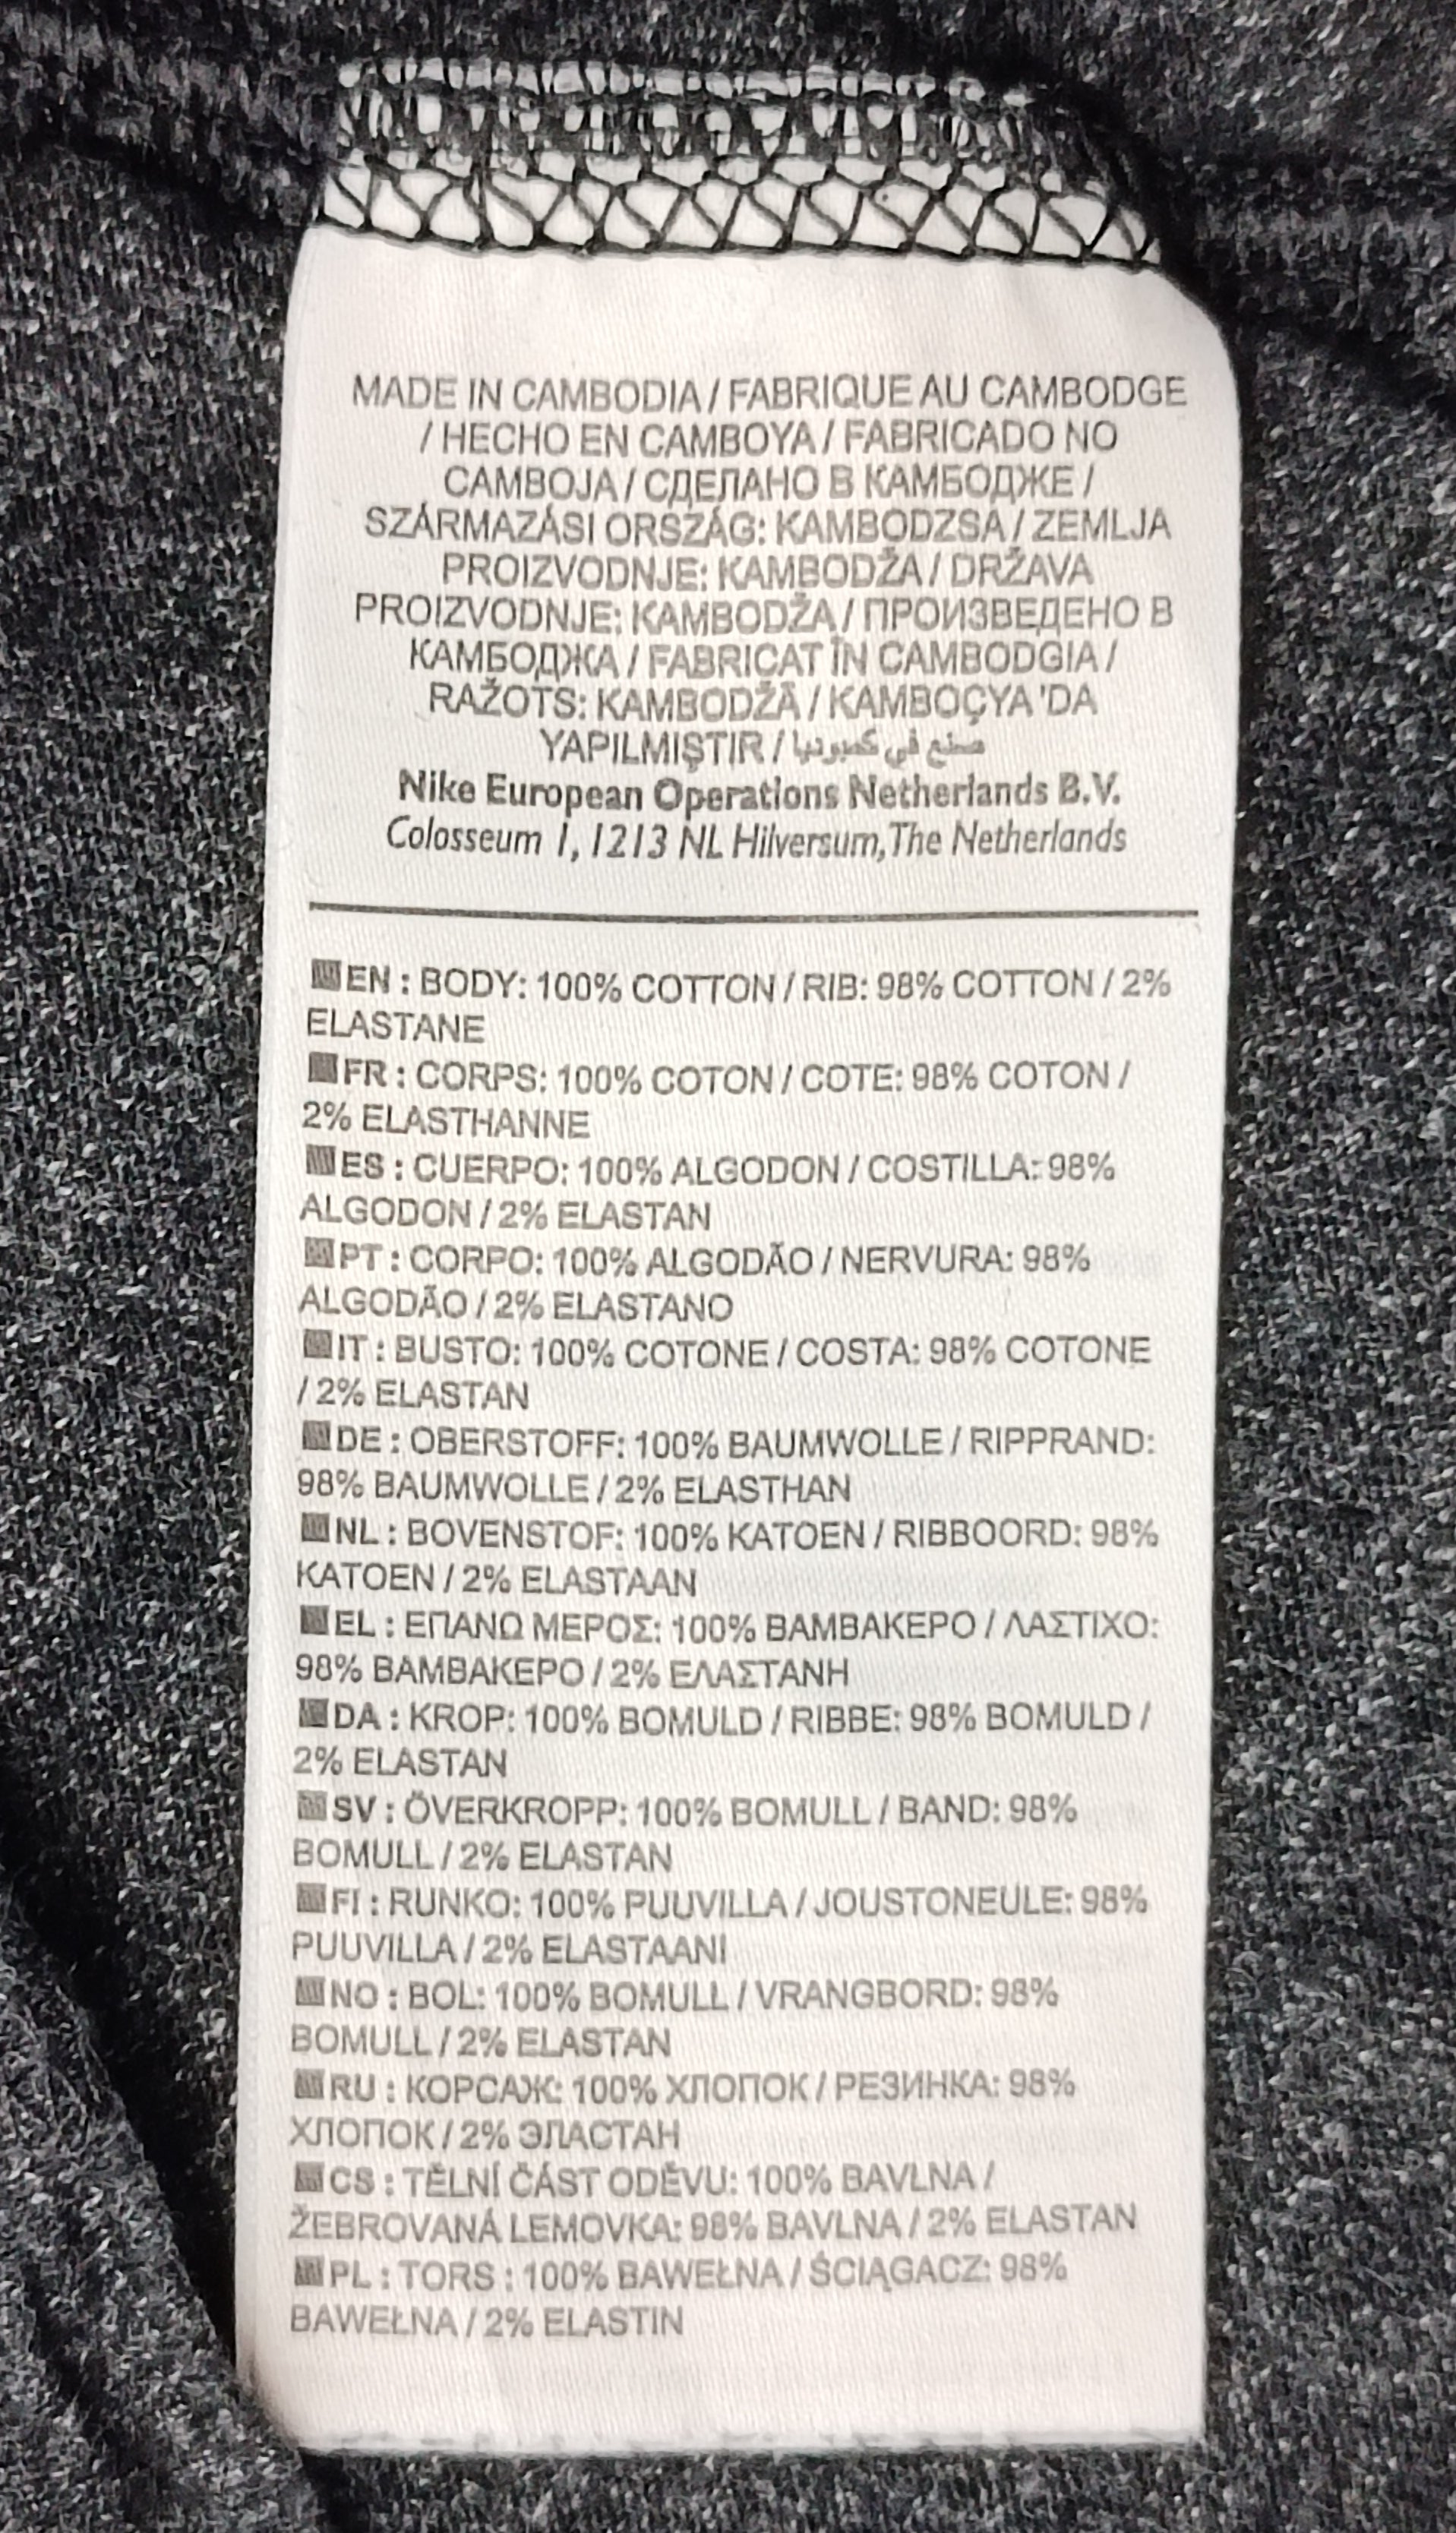 MADE IN CAMBODIA / FABRIQUE AU CAMBODGE
/ HECHO EN CAMBOYA / FABRICADO NO
CAMBOJA / СДЕЛАНО В КАМБОДЖЕ /
SZÁRMAZÁSI ORSZÁG: KAMBODZSA / ZEMLJA
PROIZVODNJE: KAMBODŽA / DRŽAVA
PROIZVODNJE: KAMBODŽA / ПРОИЗВЕДЕНО В
КАМБОДЖА / FABRICAT ÎN CAMBODGIA /
RAŽOTS: KAMBODŽĀ / KAMBOÇYA 'DA
YAPILMIŞTIR / صنع في كمبوديا
Nike European Operations Netherlands B.V.
Colosseum 1, 1213 NL Hilversum, The Netherlands
EN : BODY: 100% COTTON / RIB: 98% COTTON / 2%
ELASTANE
FR : CORPS: 100% COTON / COTE: 98% COTON /
2% ELASTHANNE
ES : CUERPO: 100% ALGODON / COSTILLA: 98%
ALGODON / 2% ELASTAN
PT : CORPO: 100% ALGODÃO / NERVURA: 98%
ALGODÃO / 2% ELASTANO
IT : BUSTO: 100% COTONE / COSTA: 98% COTONE
/ 2% ELASTAN
DE : OBERSTOFF: 100% BAUMWOLLE / RIPPRAND:
98% BAUMWOLLE / 2% ELASTHAN
NL : BOVENSTOF: 100% KATOEN / RIBBOORD: 98%
KATOEN / 2% ELASTAAN
EL : ΕΠΑΝΩ ΜΕΡΟΣ: 100% ΒΑΜΒΑΚΕΡΟ / ΛΑΣΤΙΧΟ:
98% ΒΑΜΒΑΚΕΡΟ / 2% ΕΛΑΣΤΑΝΗ
DA : KROP: 100% BOMULD / RIBBE: 98% BOMULD /
2% ELASTAN
SV : ÖVERKROPP: 100% BOMULL / BAND: 98%
BOMULL / 2% ELASTAN
FI : RUNKO: 100% PUUVILLA / JOUSTONEULE: 98%
PUUVILLA / 2% ELASTAANI
NO : BOL: 100% BOMULL / VRANGBORD: 98%
BOMULL / 2% ELASTAN
RU : КОРСАЖ: 100% ХЛОПОК / РЕЗИНКА: 98%
ХЛОПОК / 2% ЭЛАСТАН
CS : TĚLNÍ ČÁST ODĚVU: 100% BAVLNA /
ŽEBROVANÁ LEMOVKA: 98% BAVLNA / 2% ELASTAN
PL : TORS : 100% BAWEŁNA / ŚCIĄGACZ: 98%
BAWEŁNA / 2% ELASTIN